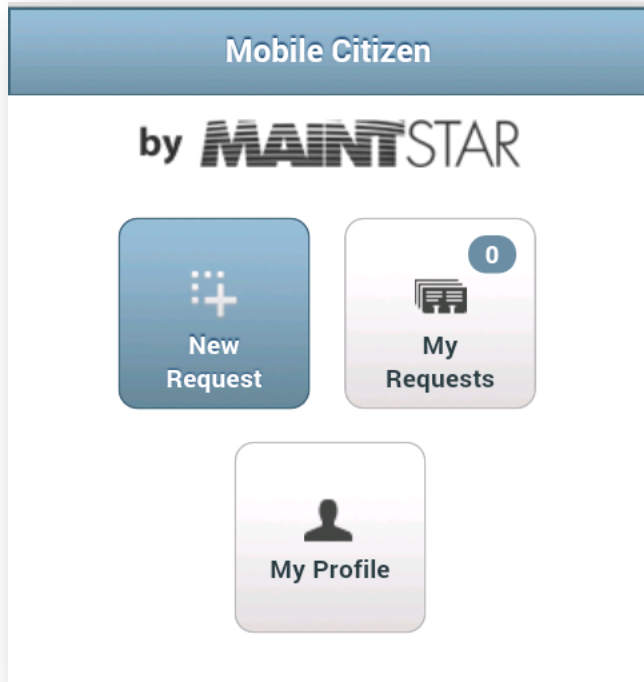 Mobile Citizen
by MAINTSTAR
0
New
Request
My
Requests
My Profile